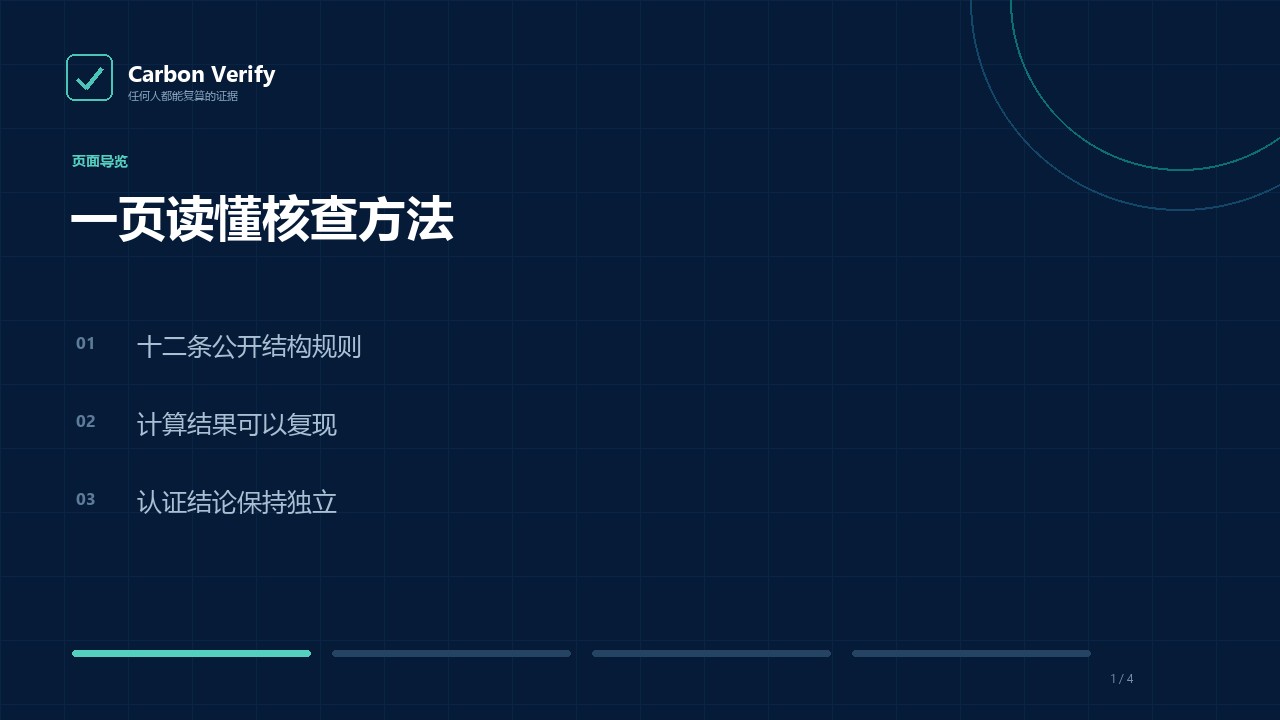 Carbon Verify
任何人都能复算的证据
页面导览
一页读懂核查方法
01 十二条公开结构规则
02 计算结果可以复现
03 认证结论保持独立
1 / 4